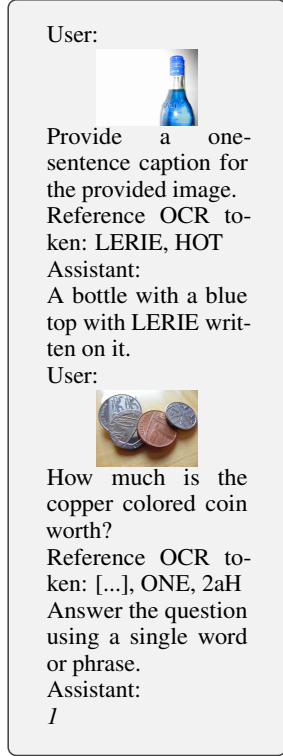 User:
Provide a one-
sentence caption for
the provided image.
Reference OCR to-
ken: LERIE, HOT
Assistant:
A bottle with a blue
top with LERIE writ-
ten on it.
User:
How much is the
copper colored coin
worth?
Reference OCR to-
ken: [...], ONE, 2aH
Answer the question
using a single word
or phrase.
Assistant:
1